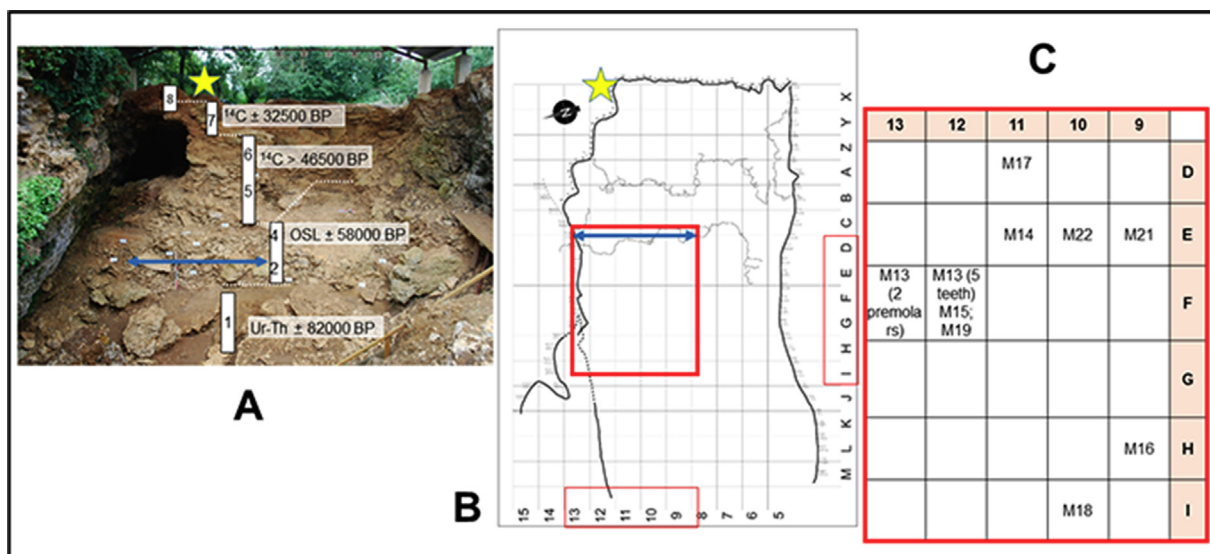 A
8
7
¹⁴C ± 32500 BP
6
¹⁴C > 46500 BP
5
4
OSL ± 58000 BP
2
1
Ur-Th ± 82000 BP
B
X
Y
Z
A
B
C
D
E
F
G
H
I
J
K
L
M
15
14
13
12
11
10
9
8
7
6
5
C
13 12 11 10 9
M17 D
M14 M22 M21 E
M13
(2
premola
rs)
M13 (5
teeth)
M15;
M19
F
G
M16 H
M18 I